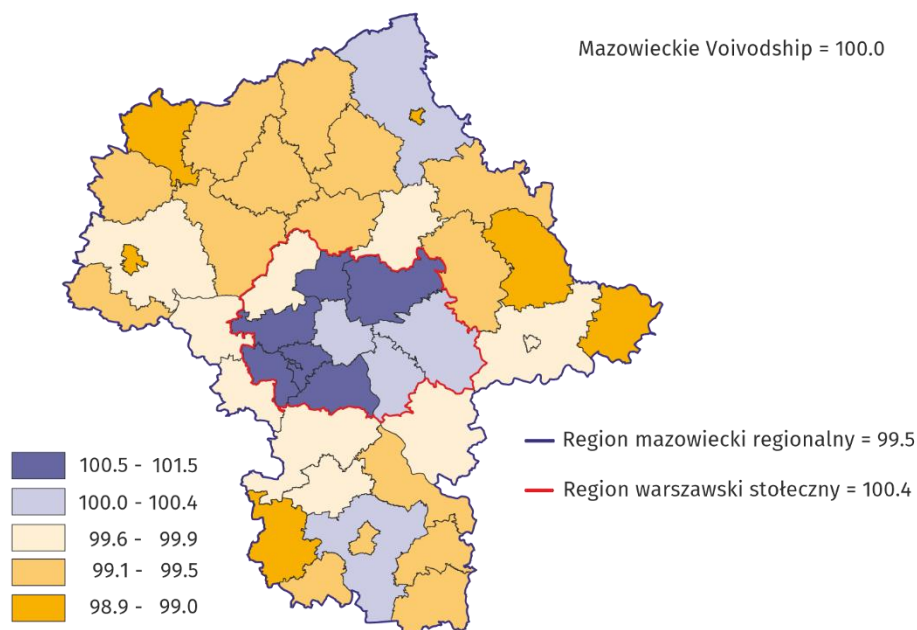 Mazowieckie Voivodship = 100.0
Region mazowiecki regionalny = 99.5
Region warszawski stołeczny = 100.4
100.5 - 101.5
100.0 - 100.4
99.6 - 99.9
99.1 - 99.5
98.9 - 99.0